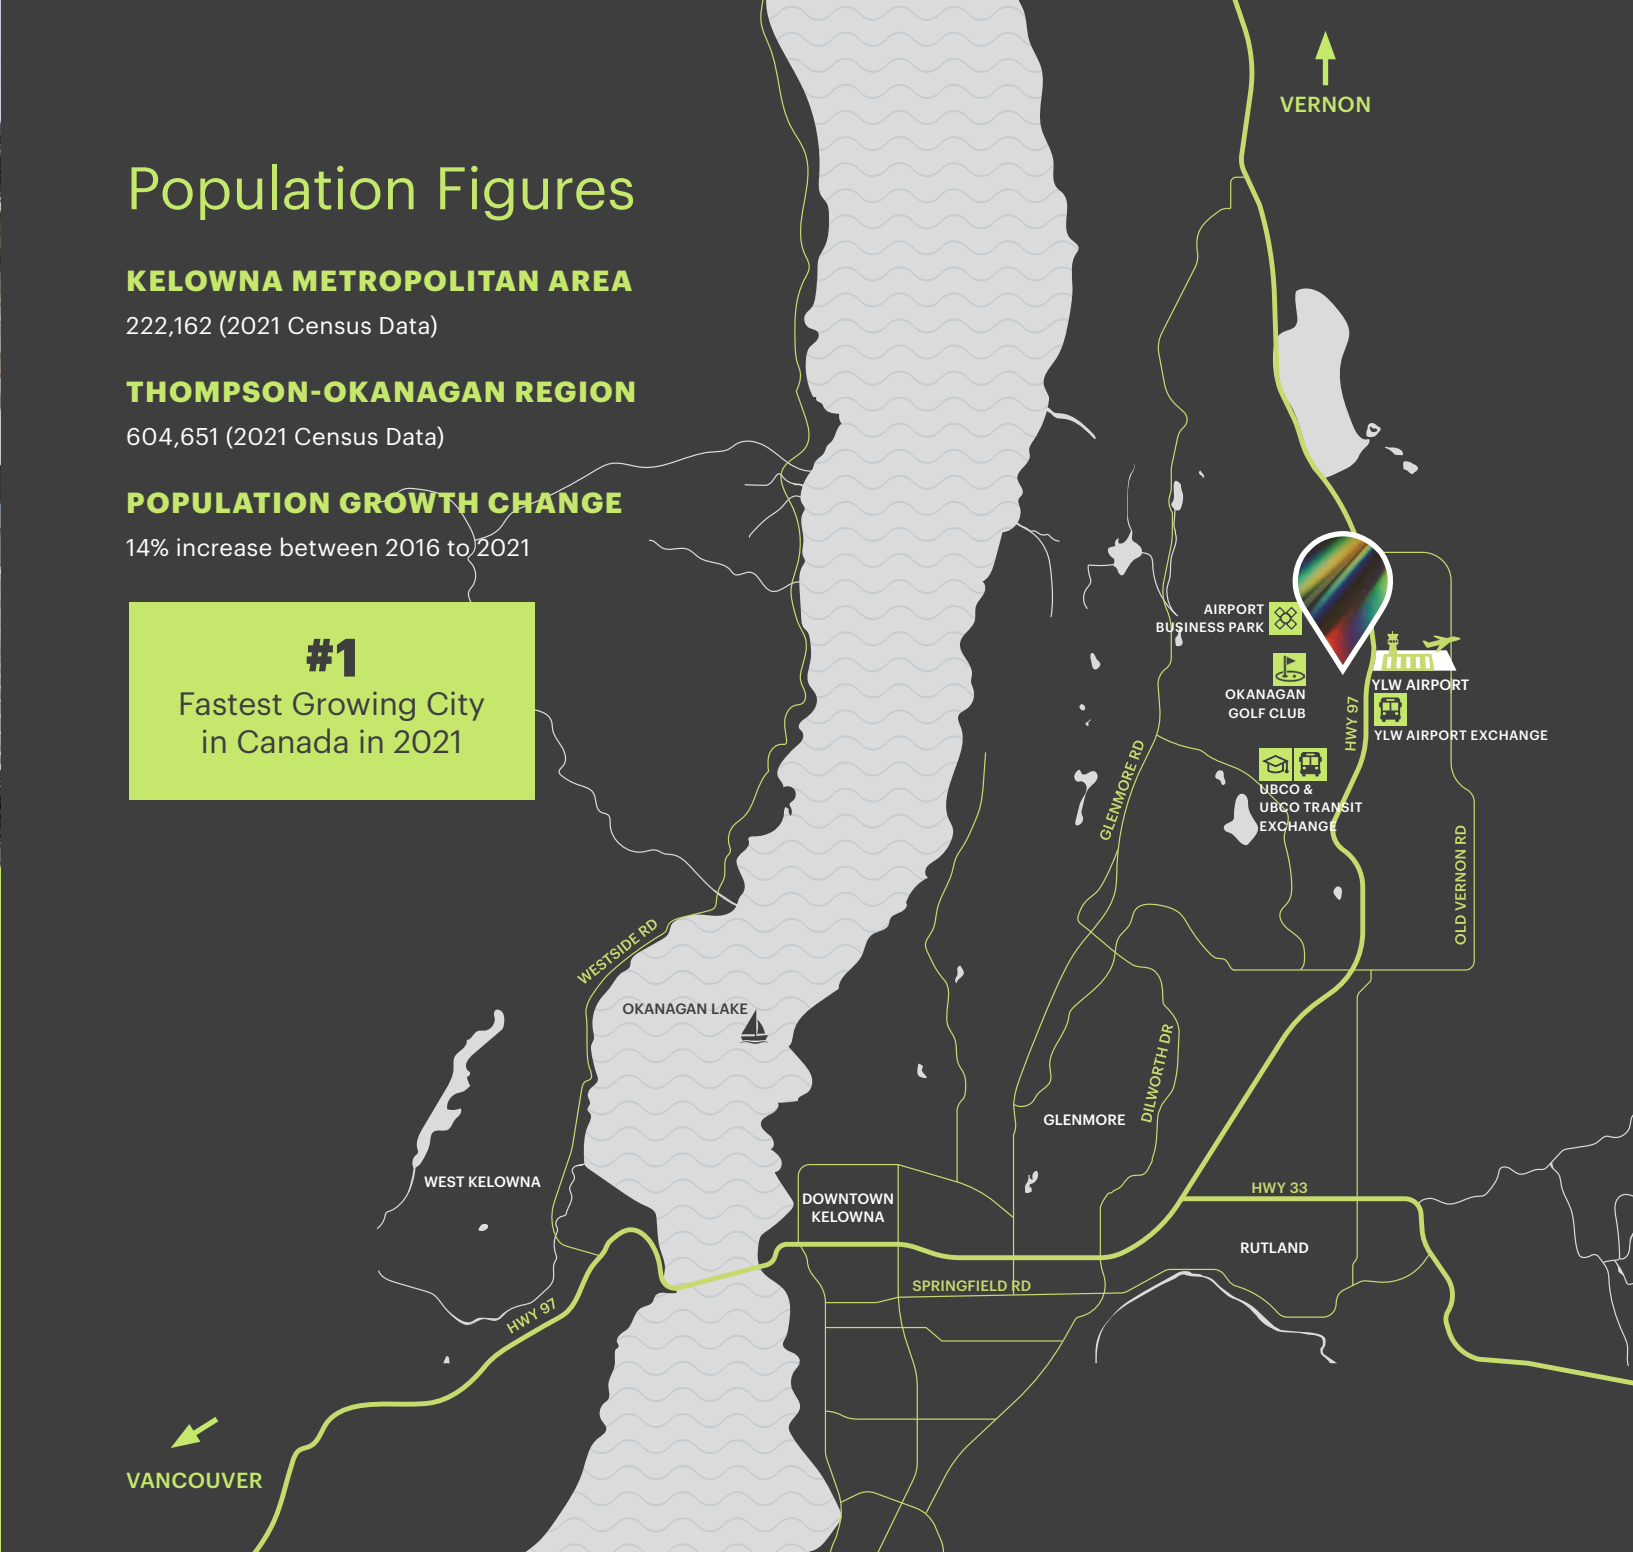 Population Figures
KELOWNA METROPOLITAN AREA
222,162 (2021 Census Data)
THOMPSON-OKANAGAN REGION
604,651 (2021 Census Data)
POPULATION GROWTH CHANGE
14% increase between 2016 to 2021
#1
Fastest Growing City
in Canada in 2021
VERNON
AIRPORT
BUSINESS PARK
OKANAGAN
GOLF CLUB
YLW AIRPORT
HWY 97
YLW AIRPORT EXCHANGE
UBCO &
UBCO TRANSIT
EXCHANGE
GLENMORE RD
OLD VERNON RD
WESTSIDE RD
OKANAGAN LAKE
DILWORTH DR
GLENMORE
WEST KELOWNA
DOWNTOWN
KELOWNA
HWY 33
RUTLAND
SPRINGFIELD RD
HWY 97
VANCOUVER